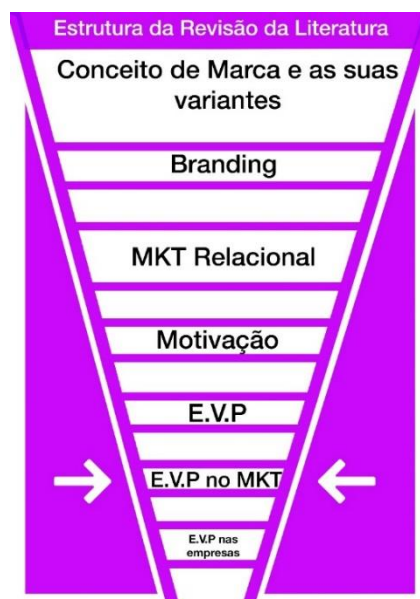 Estrutura da Revisão da Literatura
Conceito de Marca e as suas
variantes
Branding
MKT Relacional
Motivação
E.V.P
E.V.P no MKT
E.V.P nas
empresas